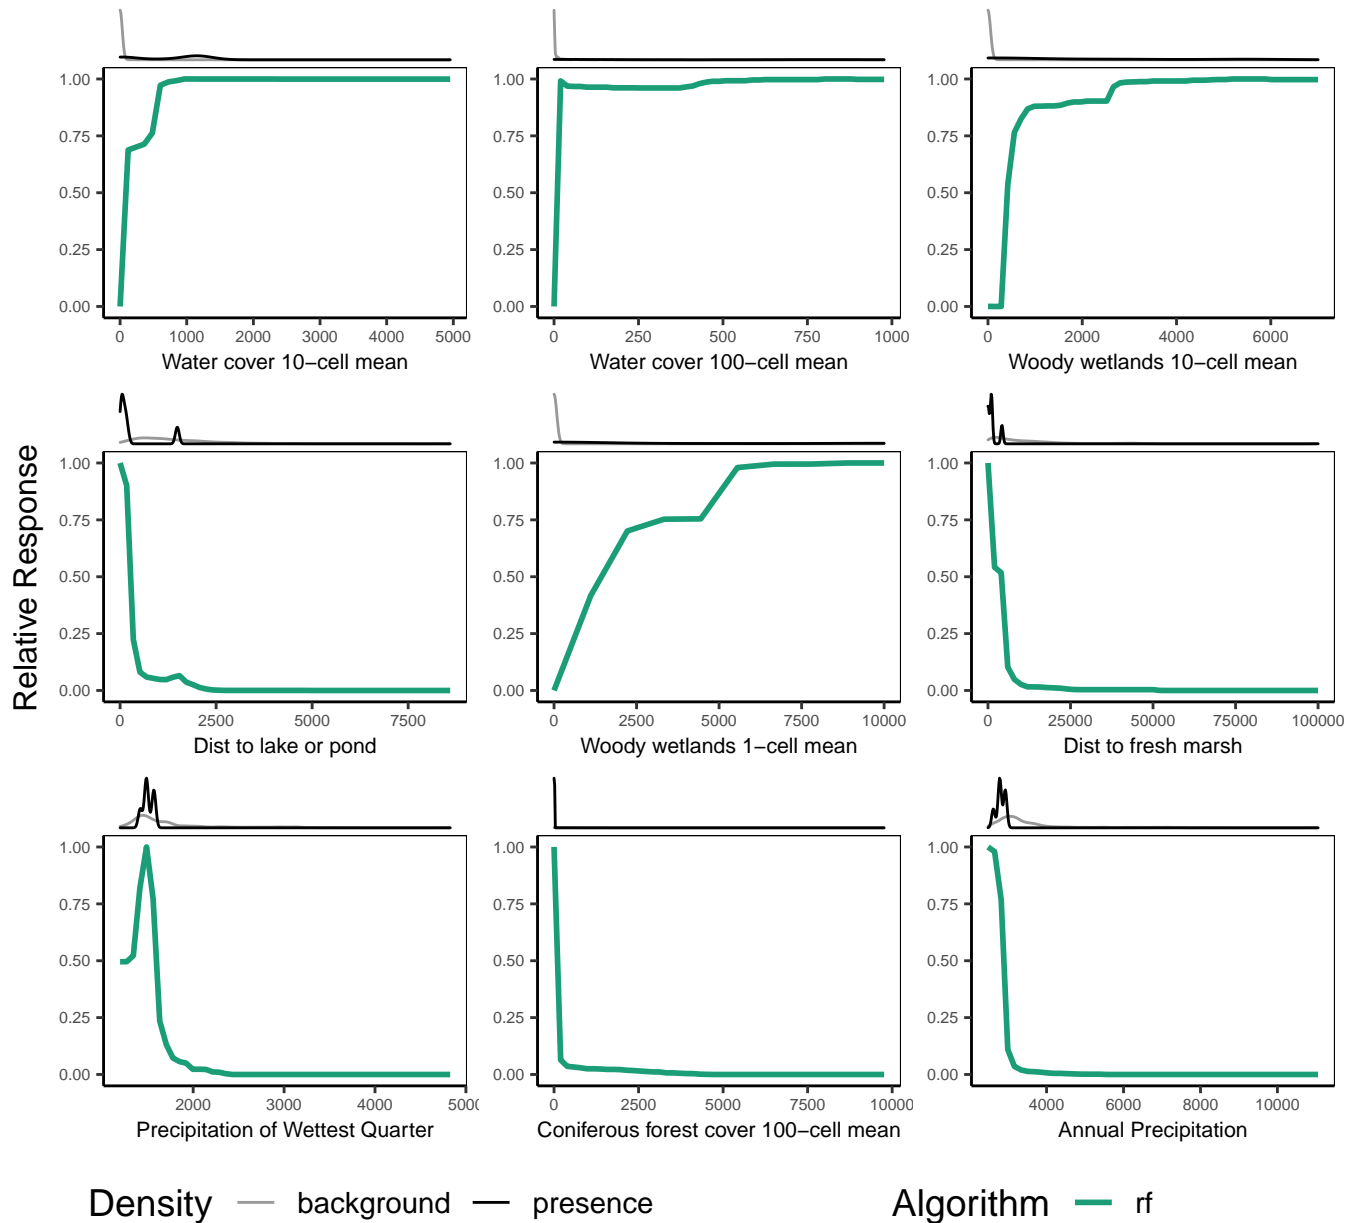 1.00
0.75
0.50
0.25
0.00
0 1000 2000 3000 4000 5000
Water cover 10−cell mean
1.00
0.75
0.50
0.25
0.00
0 250 500 750 1000
Water cover 100−cell mean
1.00
0.75
0.50
0.25
0.00
0 2000 4000 6000
Woody wetlands 10−cell mean
Relative Response
1.00
0.75
0.50
0.25
0.00
0 2500 5000 7500
Dist to lake or pond
1.00
0.75
0.50
0.25
0.00
0 2500 5000 7500 10000
Woody wetlands 1−cell mean
1.00
0.75
0.50
0.25
0.00
0 25000 50000 75000 100000
Dist to fresh marsh
1.00
0.75
0.50
0.25
0.00
2000 3000 4000 5000
Precipitation of Wettest Quarter
1.00
0.75
0.50
0.25
0.00
0 2500 5000 7500 10000
Coniferous forest cover 100−cell mean
1.00
0.75
0.50
0.25
0.00
4000 6000 8000 10000
Annual Precipitation
Density background presence
Algorithm rf